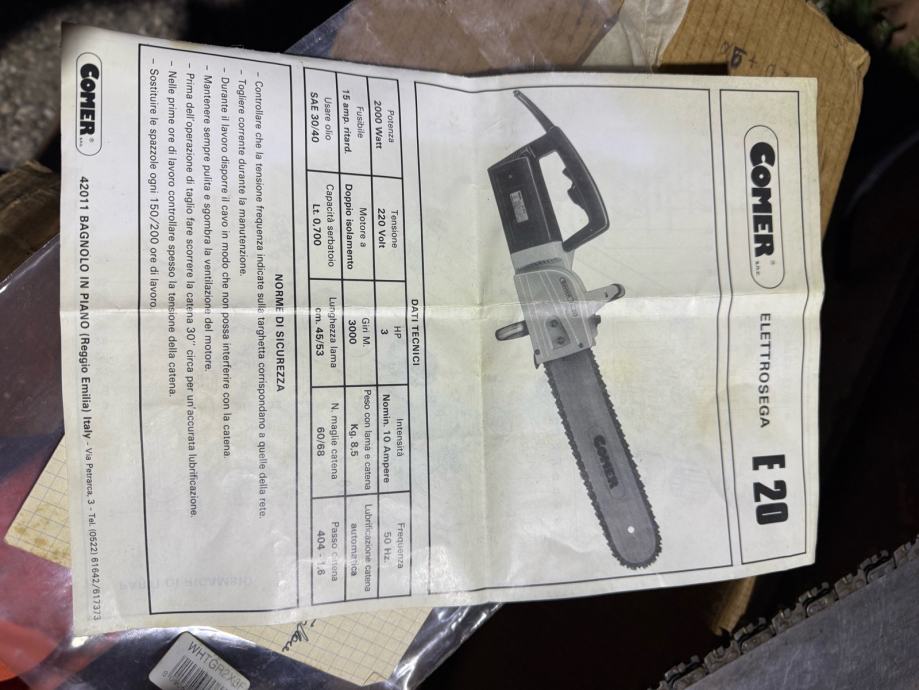 COMER® s.n.c.
ELETTROSEGA E 20
COMER
DATI TECNICI
Potenza
2000 Watt
Tensione
220 Volt
HP
3
Intensità
Nomin. 10 Ampere
Frequenza
50 Hz.
Fusibile
15 amp. ritard.
Motore a
Doppio isolamento
Giri M.
3000
Peso con lama e catena
Kg. 8,5
Lubrificazione catena
automatica
Usare olio
SAE 30/40
Capacità serbatoio
Lt. 0,700
Lunghezza lama
cm. 45/53
N. maglie catena
60/68
Passo catena
404 - 1,6
NORME DI SICUREZZA
– Controllare che la tensione frequenza indicate sulla targhetta corrispondano a quelle della rete.
– Togliere corrente durante la manutenzione.
– Durante il lavoro disporre il cavo in modo che non possa interferire con la catena.
– Mantenere sempre pulita e sgombra la ventilazione del motore.
– Prima dell'operazione di taglio fare scorrere la catena 30'' circa per un'accurata lubrificazione.
– Nelle prime ore di lavoro controllare spesso la tensione della catena.
– Sostituire le spazzole ogni 150/200 ore di lavoro.
COMER® s.n.c. 42011 BAGNOLO IN PIANO (Reggio Emilia) Italy - Via Petrarca, 3 - Tel. (0522) 61642/617373
PARTI DI RICAMBIO